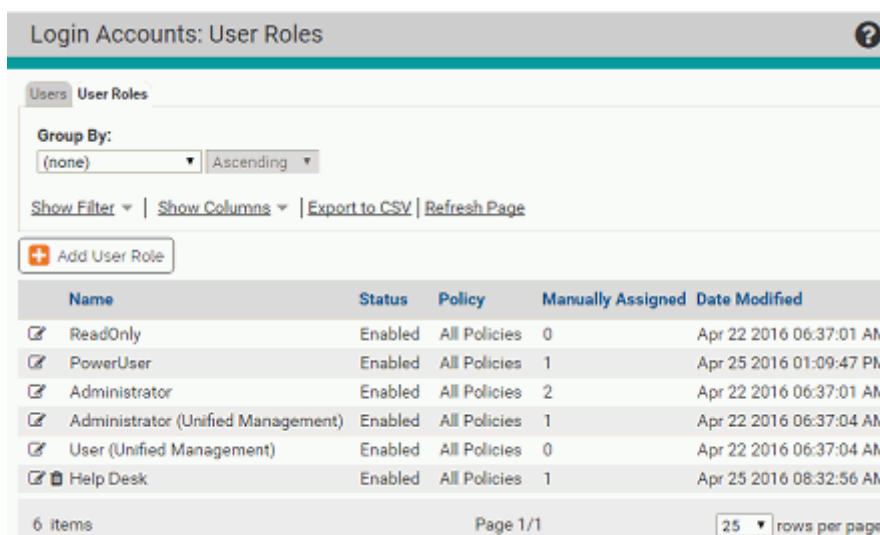 Login Accounts: User Roles ?
Users User Roles
Group By:
(none) Ascending
Show Filter | Show Columns | Export to CSV | Refresh Page
Add User Role
Name Status Policy Manually Assigned Date Modified
ReadOnly Enabled All Policies 0 Apr 22 2016 06:37:01 AM
PowerUser Enabled All Policies 1 Apr 25 2016 01:09:47 PM
Administrator Enabled All Policies 2 Apr 22 2016 06:37:01 AM
Administrator (Unified Management) Enabled All Policies 1 Apr 22 2016 06:37:04 AM
User (Unified Management) Enabled All Policies 0 Apr 22 2016 06:37:04 AM
Help Desk Enabled All Policies 1 Apr 25 2016 08:32:56 AM
6 items Page 1/1 25 rows per page